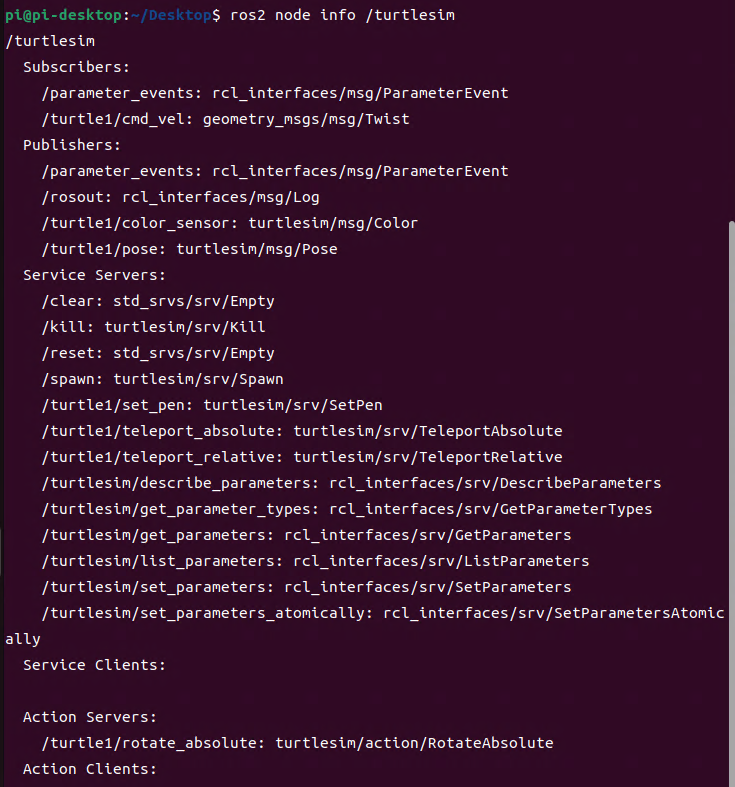 pi@pi-desktop:~/Desktop$ ros2 node info /turtlesim
/turtlesim
  Subscribers:
    /parameter_events: rcl_interfaces/msg/ParameterEvent
    /turtle1/cmd_vel: geometry_msgs/msg/Twist
  Publishers:
    /parameter_events: rcl_interfaces/msg/ParameterEvent
    /rosout: rcl_interfaces/msg/Log
    /turtle1/color_sensor: turtlesim/msg/Color
    /turtle1/pose: turtlesim/msg/Pose
  Service Servers:
    /clear: std_srvs/srv/Empty
    /kill: turtlesim/srv/Kill
    /reset: std_srvs/srv/Empty
    /spawn: turtlesim/srv/Spawn
    /turtle1/set_pen: turtlesim/srv/SetPen
    /turtle1/teleport_absolute: turtlesim/srv/TeleportAbsolute
    /turtle1/teleport_relative: turtlesim/srv/TeleportRelative
    /turtlesim/describe_parameters: rcl_interfaces/srv/DescribeParameters
    /turtlesim/get_parameter_types: rcl_interfaces/srv/GetParameterTypes
    /turtlesim/get_parameters: rcl_interfaces/srv/GetParameters
    /turtlesim/list_parameters: rcl_interfaces/srv/ListParameters
    /turtlesim/set_parameters: rcl_interfaces/srv/SetParameters
    /turtlesim/set_parameters_atomically: rcl_interfaces/srv/SetParametersAtomic
ally
  Service Clients:

  Action Servers:
    /turtle1/rotate_absolute: turtlesim/action/RotateAbsolute
  Action Clients: